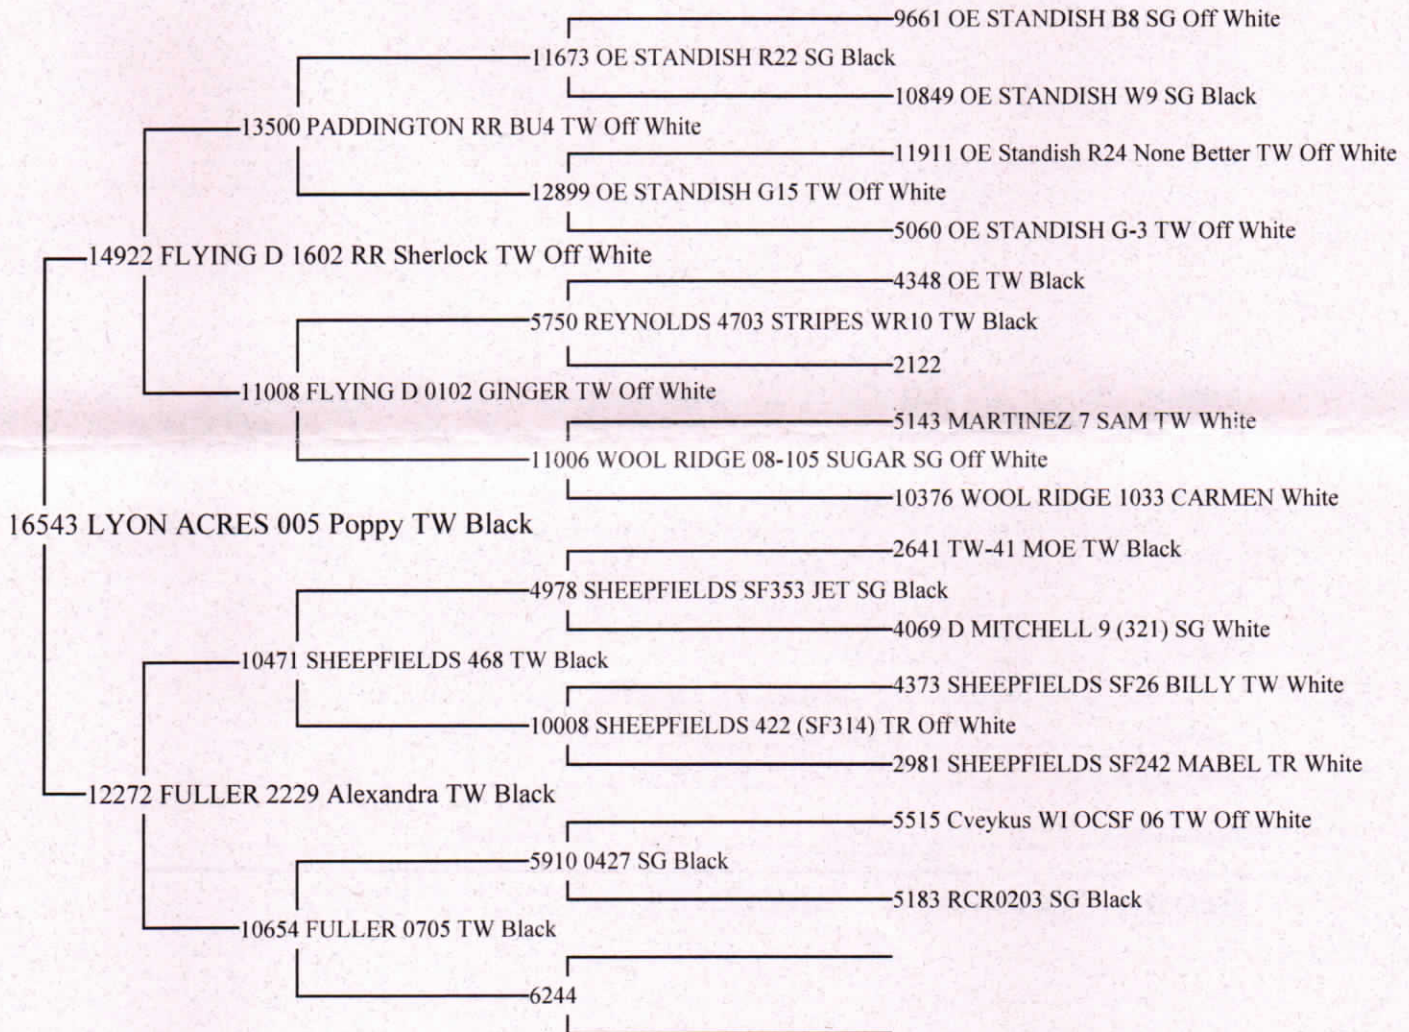 9661 OE STANDISH B8 SG Off White
11673 OE STANDISH R22 SG Black
10849 OE STANDISH W9 SG Black
13500 PADDINGTON RR BU4 TW Off White
11911 OE Standish R24 None Better TW Off White
12899 OE STANDISH G15 TW Off White
5060 OE STANDISH G-3 TW Off White
14922 FLYING D 1602 RR Sherlock TW Off White
4348 OE TW Black
5750 REYNOLDS 4703 STRIPES WR10 TW Black
2122
11008 FLYING D 0102 GINGER TW Off White
5143 MARTINEZ 7 SAM TW White
11006 WOOL RIDGE 08-105 SUGAR SG Off White
10376 WOOL RIDGE 1033 CARMEN White
16543 LYON ACRES 005 Poppy TW Black
2641 TW-41 MOE TW Black
4978 SHEEPFIELDS SF353 JET SG Black
4069 D MITCHELL 9 (321) SG White
10471 SHEEPFIELDS 468 TW Black
4373 SHEEPFIELDS SF26 BILLY TW White
10008 SHEEPFIELDS 422 (SF314) TR Off White
2981 SHEEPFIELDS SF242 MABEL TR White
12272 FULLER 2229 Alexandra TW Black
5515 Cveykus WI OCSF 06 TW Off White
5910 0427 SG Black
5183 RCR0203 SG Black
10654 FULLER 0705 TW Black
6244